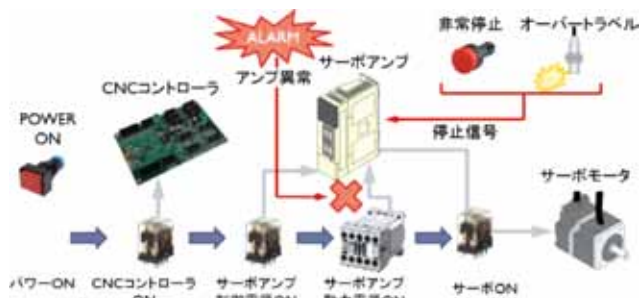 ALARM
アンプ異常
非常停止
オーバートラベル
サーボアンプ
CNCコントローラ
停止信号
POWER
ON
サーボモータ
パワーON
CNCコントローラ
サーボアンプ
サーボアンプ
サーボON